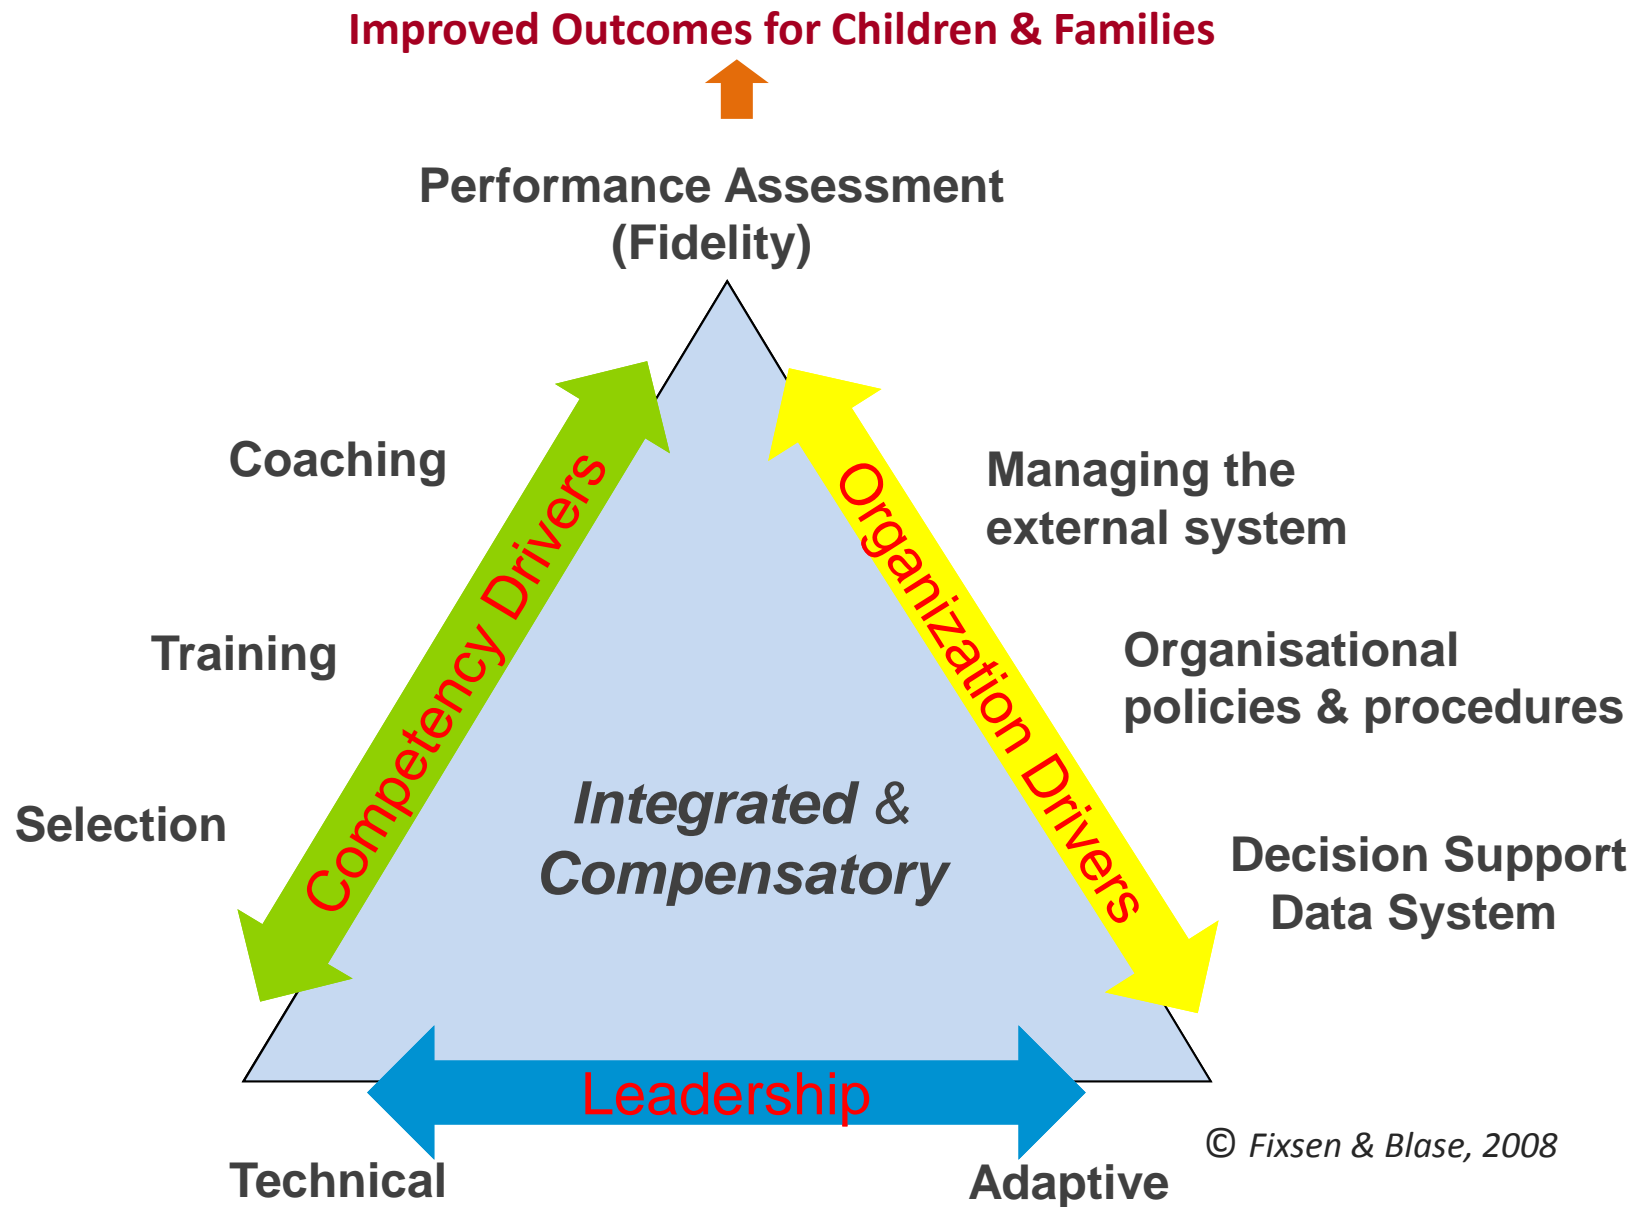 Improved Outcomes for Children & Families
Performance Assessment
(Fidelity)
Coaching
Training
Selection
Competency Drivers
Organization Drivers
Managing the
external system
Organisational
policies & procedures
Decision Support
Data System
Integrated &
Compensatory
Leadership
Technical
Adaptive
© Fixsen & Blase, 2008